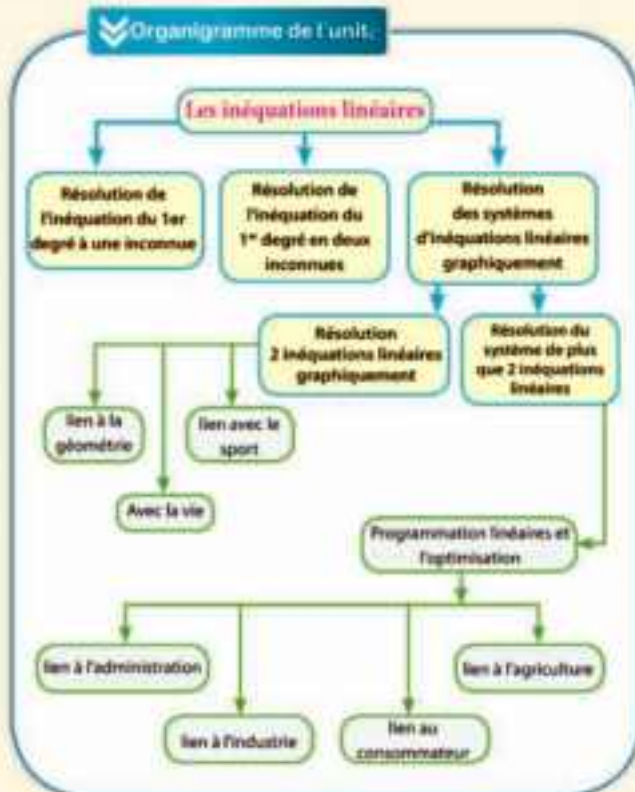 Organigramme de l'unit.
Les inéquations linéaires
Résolution de
l'inéquation du 1er
degré à une inconnue
Résolution de
l'inéquation du
1er degré en deux
inconnues
Résolution
des systèmes
d'inéquations linéaires
graphiquement
Résolution
2 inéquations linéaires
graphiquement
Résolution du
système de plus
que 2 inéquations
linéaires
lien à la
géométrie
lien avec le
sport
Avec la vie
Programmation linéaires et
l'optimisation
lien à l'administration
lien à l'agriculture
lien à l'industrie
lien au
consommateur